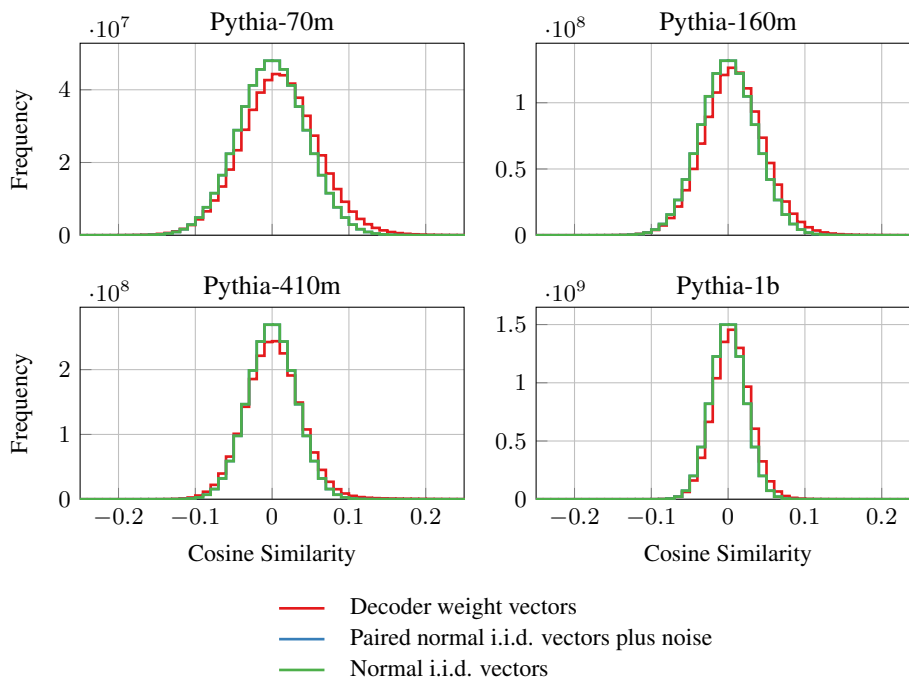 Pythia-70m
Pythia-160m
·10^7
·10^8
Frequency
4
2
0
1
0.5
0
Pythia-410m
Pythia-1b
·10^8
·10^9
Frequency
2
1
0
1.5
1
0.5
0
−0.2 −0.1 0 0.1 0.2
−0.2 −0.1 0 0.1 0.2
Cosine Similarity
Cosine Similarity
Decoder weight vectors
Paired normal i.i.d. vectors plus noise
Normal i.i.d. vectors